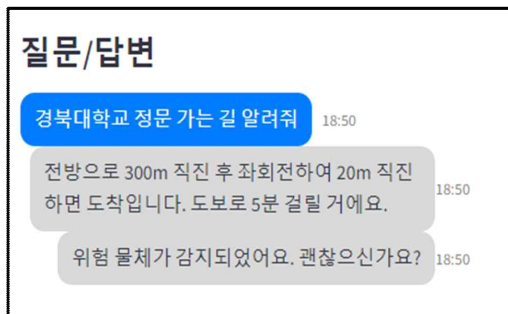 질문/답변
경북대학교 정문 가는 길 알려줘 18:50
전방으로 300m 직진 후 좌회전하여 20m 직진
하면 도착입니다. 도보로 5분 걸릴 거에요. 18:50
위험 물체가 감지되었어요. 괜찮으신가요? 18:50